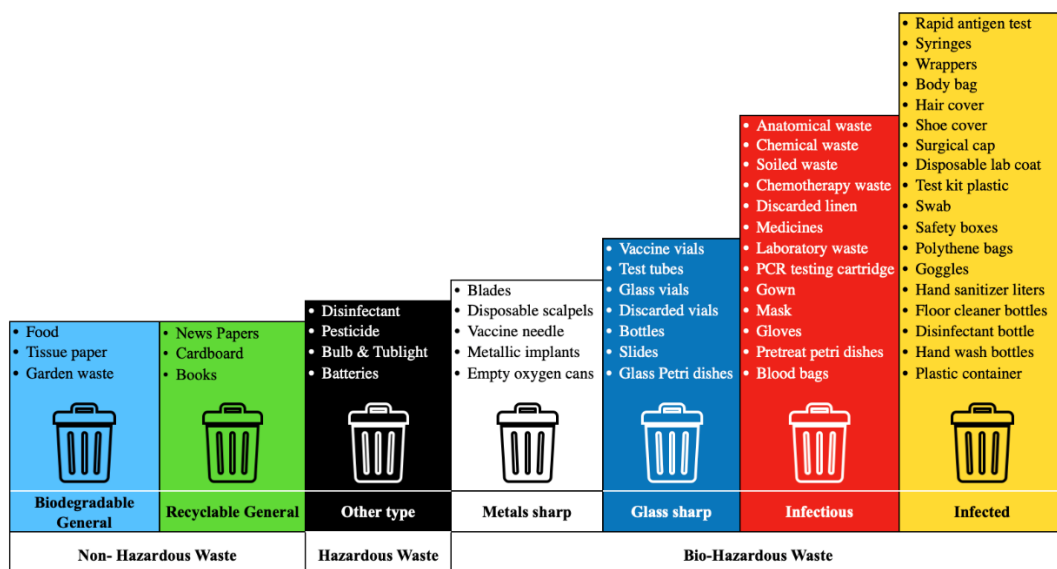 Food
Tissue paper
Garden waste
Biodegradable
General
News Papers
Cardboard
Books
Recyclable General
Disinfectant
Pesticide
Bulb & Tublight
Batteries
Other type
Blades
Disposable scalpels
Vaccine needle
Metallic implants
Empty oxygen cans
Metals sharp
Vaccine vials
Test tubes
Glass vials
Discarded vials
Bottles
Slides
Glass Petri dishes
Glass sharp
Anatomical waste
Chemical waste
Soiled waste
Chemotherapy waste
Discarded linen
Medicines
Laboratory waste
PCR testing cartridge
Gown
Mask
Gloves
Pretreat petri dishes
Blood bags
Infectious
Rapid antigen test
Syringes
Wrappers
Body bag
Hair cover
Shoe cover
Surgical cap
Disposable lab coat
Test kit plastic
Swab
Safety boxes
Polythene bags
Goggles
Hand sanitizer liters
Floor cleaner bottles
Disinfectant bottle
Hand wash bottles
Plastic container
Infected
Non- Hazardous Waste
Hazardous Waste
Bio-Hazardous Waste